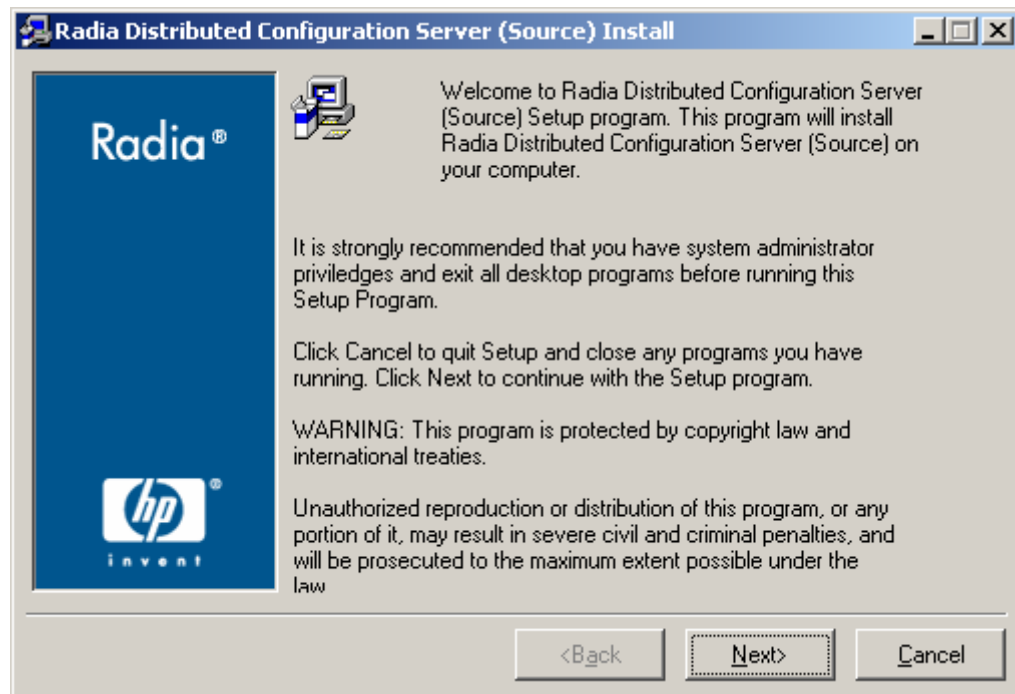 Radia Distributed Configuration Server (Source) Install
Radia®
Welcome to Radia Distributed Configuration Server
(Source) Setup program. This program will install
Radia Distributed Configuration Server (Source) on
your computer.
It is strongly recommended that you have system administrator
priviledges and exit all desktop programs before running this
Setup Program.
Click Cancel to quit Setup and close any programs you have
running. Click Next to continue with the Setup program.
WARNING: This program is protected by copyright law and
international treaties.
Unauthorized reproduction or distribution of this program, or any
portion of it, may result in severe civil and criminal penalties, and
will be prosecuted to the maximum extent possible under the
law
hp®
invent
<Back
Next>
Cancel